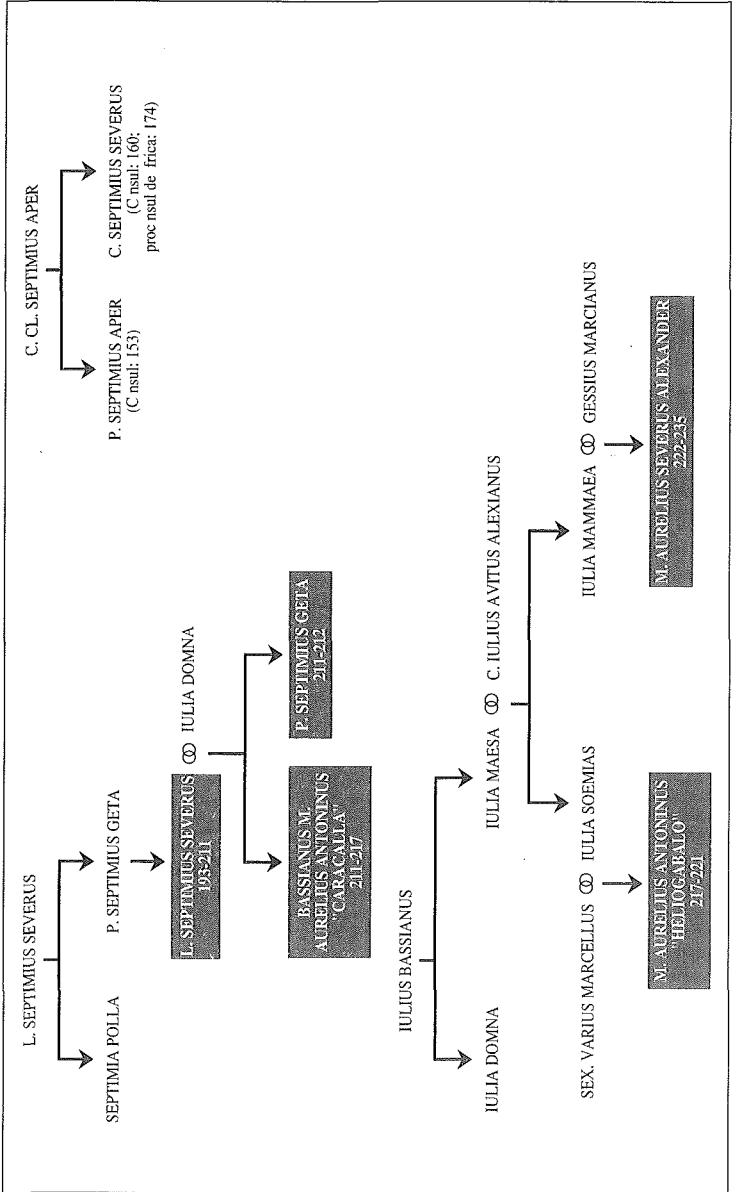 L. SEPTIMIUS SEVERUS
SEPTIMIA POLLA
P. SEPTIMIUS GETA
L. SEPTIMIUS SEVERUS
193-211
IULIA DOMNA
BASSIANUS M.
AURELIUS ANTONINUS
"CARACALLA"
211-217
P. SEPTIMIUS GETA
211-212
C. CL. SEPTIMIUS APER
P. SEPTIMIUS APER
(C nsul: 153)
C. SEPTIMIUS SEVERUS
(C nsul: 160;
proc nsul de frica: 174)
IULIUS BASSIANUS
IULIA DOMNA
IULIA MAESA
C. IULIUS AVITUS ALEXIANUS
SEX. VARIUS MARCELLUS
IULIA SOEMIAS
M. AURELIUS ANTONINUS
"HELIOGABALO"
217-221
IULIA MAMMAEA
GESSIUS MARCIANUS
M. AURELIUS SEVERUS ALEXANDER
222-235